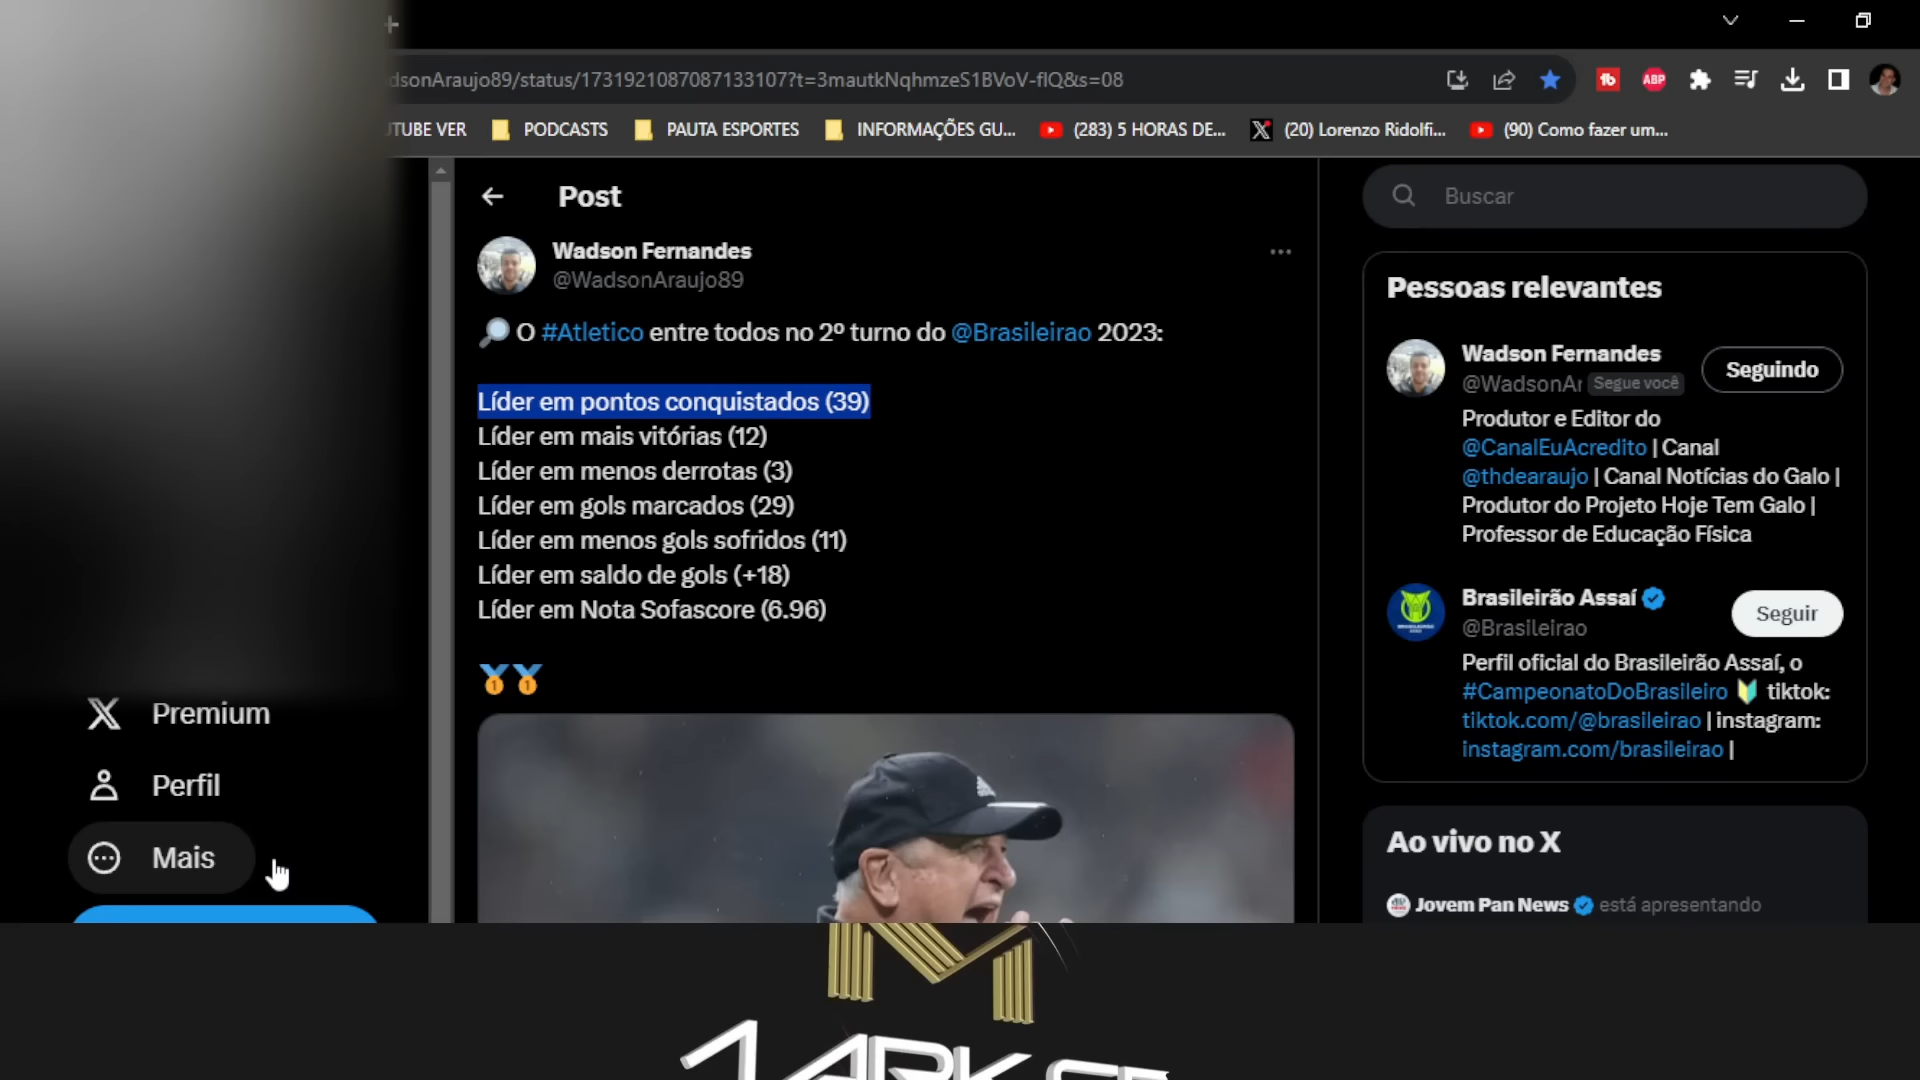 dsonAraujo89/status/1731921087087133107?t=3mautkNqhmzeS1BVoV-fIQ&s=08
ABP
UTUBE VER
PODCASTS
PAUTA ESPORTES
INFORMAÇÕES GU...
(283) 5 HORAS DE...
(20) Lorenzo Ridolfi...
(90) Como fazer um...
Post
Wadson Fernandes
@WadsonAraujo89
O #Atletico entre todos no 2º turno do @Brasileirao 2023:
Líder em pontos conquistados (39)
Líder em mais vitórias (12)
Líder em menos derrotas (3)
Líder em gols marcados (29)
Líder em menos gols sofridos (11)
Líder em saldo de gols (+18)
Líder em Nota Sofascore (6.96)
Premium
Perfil
Mais
Buscar
Pessoas relevantes
Wadson Fernandes
@WadsonAr Segue você
Seguindo
Produtor e Editor do
@CanalEuAcredito | Canal
@thdearaujo | Canal Notícias do Galo |
Produtor do Projeto Hoje Tem Galo |
Professor de Educação Física
Brasileirão Assaí
@Brasileirao
Seguir
Perfil oficial do Brasileirão Assaí, o
#CampeonatoDoBrasileiro tiktok:
tiktok.com/@brasileirao | instagram:
instagram.com/brasileirao |
Ao vivo no X
Jovem Pan News está apresentando